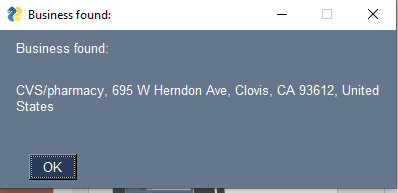 Business found:
Business found:
CVS/pharmacy, 695 W Herndon Ave, Clovis, CA 93612, United
States
OK